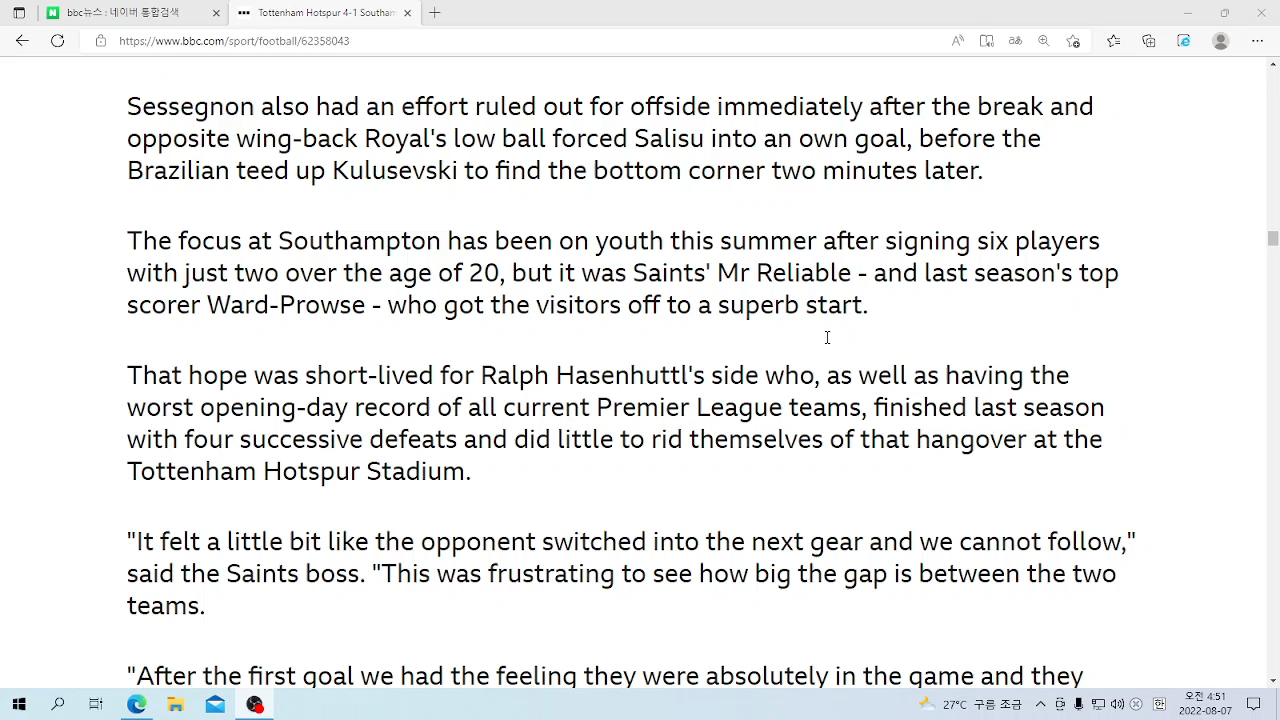 bbc뉴스 : 네이버 통합검색
Tottenham Hotspur 4-1 Southam
https://www.bbc.com/sport/football/62358043
Sessegnon also had an effort ruled out for offside immediately after the break and
opposite wing-back Royal's low ball forced Salisu into an own goal, before the
Brazilian teed up Kulusevski to find the bottom corner two minutes later.
The focus at Southampton has been on youth this summer after signing six players
with just two over the age of 20, but it was Saints' Mr Reliable - and last season's top
scorer Ward-Prowse - who got the visitors off to a superb start.
That hope was short-lived for Ralph Hasenhuttl's side who, as well as having the
worst opening-day record of all current Premier League teams, finished last season
with four successive defeats and did little to rid themselves of that hangover at the
Tottenham Hotspur Stadium.
"It felt a little bit like the opponent switched into the next gear and we cannot follow,"
said the Saints boss. "This was frustrating to see how big the gap is between the two
teams.
"After the first goal we had the feeling they were absolutely in the game and they
27°C 구름 조금
오전 4:51
2022-08-07